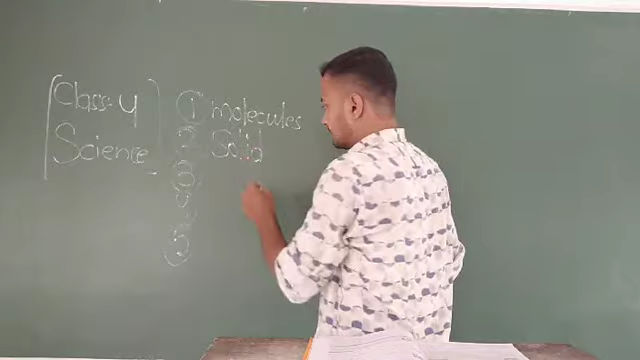 Class-4
Science
① molecules
② Solid
③
④
⑤